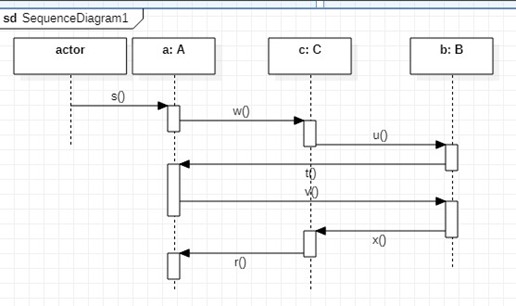 sd SequenceDiagram1
actor
a: A
c: C
b: B
s()
w()
u()
t()
v()
x()
r()